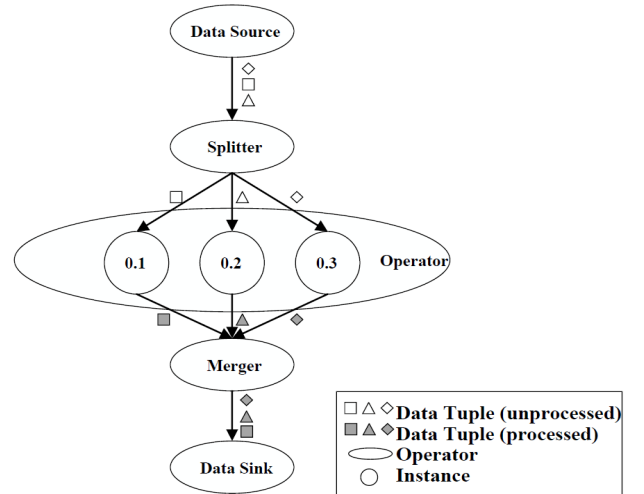 Data Source
Splitter
0.1 0.2 0.3 Operator
Merger
Data Sink
Data Tuple (unprocessed)
Data Tuple (processed)
Operator
Instance